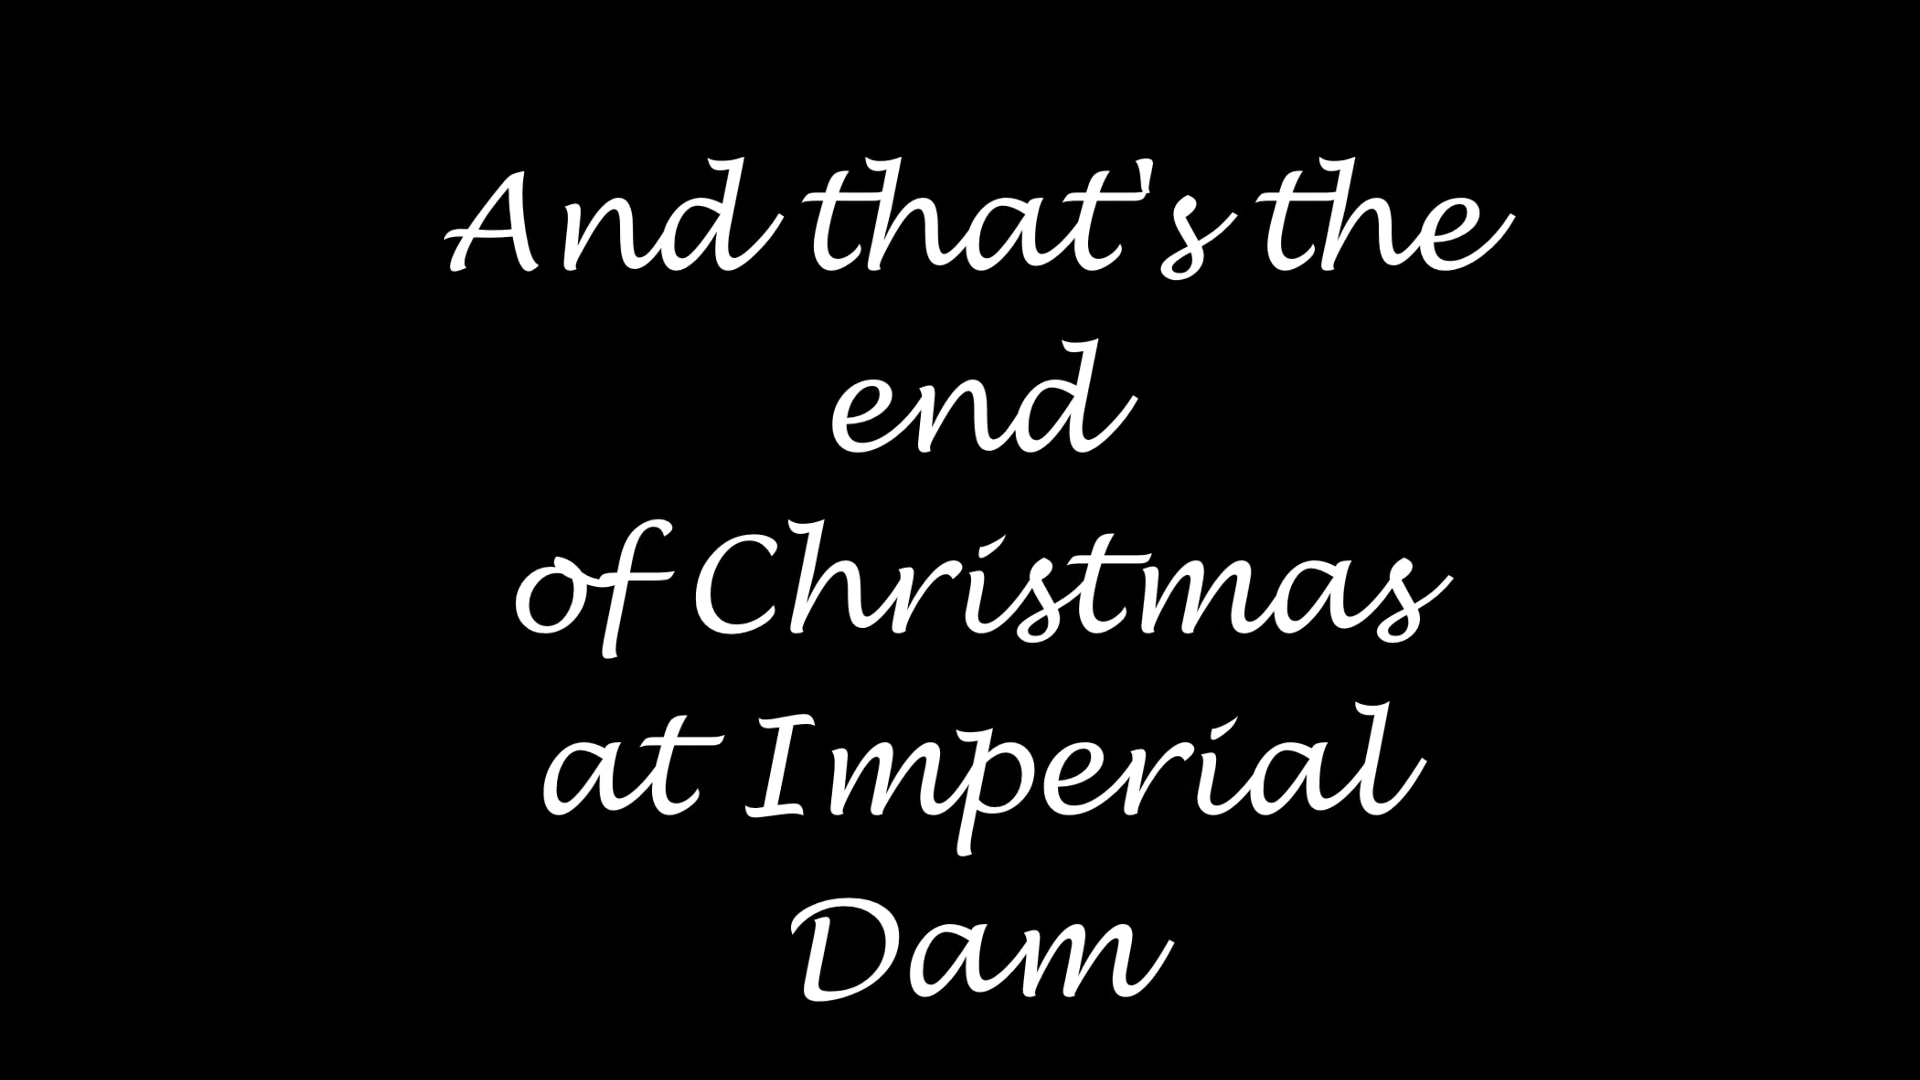 And that's the
end
of Christmas
at Imperial
Dam